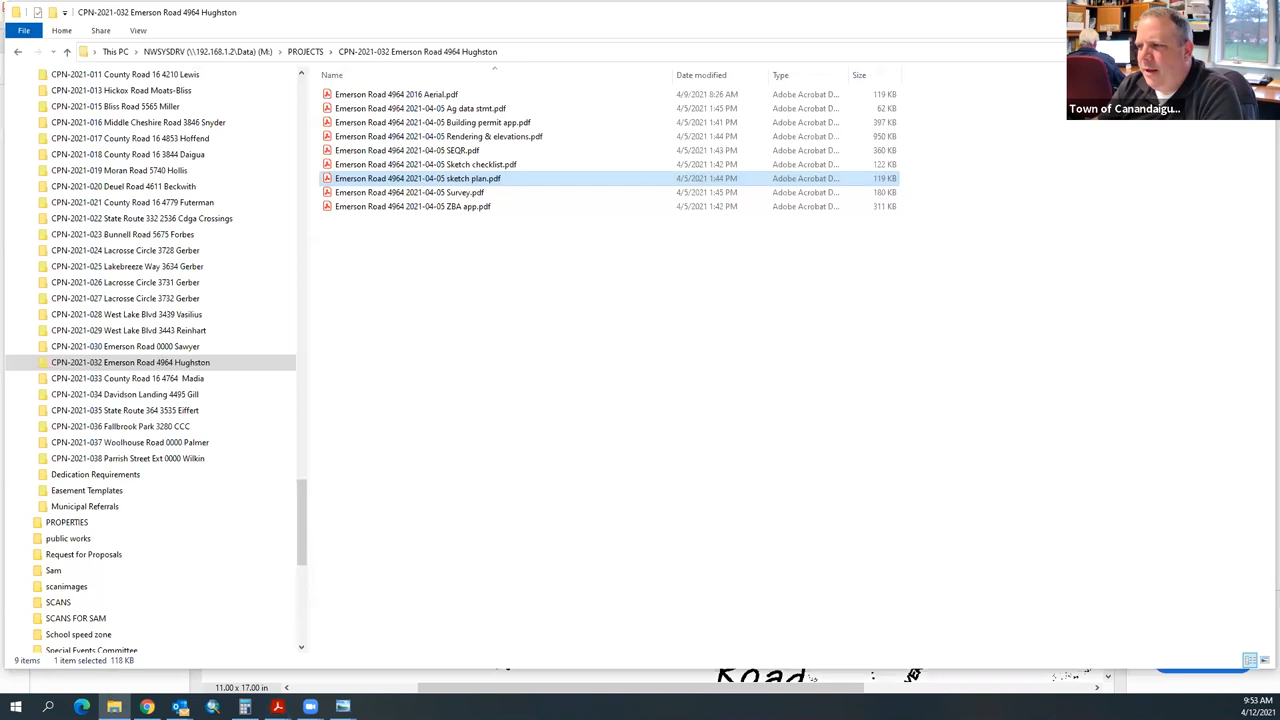 CPN-2021-032 Emerson Road 4964 Hughston
File Home Share View
This PC NWSYSDRV (\\192.168.1.2\Data) (M:) PROJECTS CPN-2021-032 Emerson Road 4964 Hughston
Town of Canandaigu...
Name Date modified Type Size
CPN-2021-011 County Road 16 4210 Lewis
CPN-2021-013 Hickox Road Moats-Bliss
CPN-2021-015 Bliss Road 5565 Miller
CPN-2021-016 Middle Cheshire Road 3846 Snyder
CPN-2021-017 County Road 16 4853 Hoffend
CPN-2021-018 County Road 16 3844 Daigua
CPN-2021-019 Moran Road 5740 Hollis
CPN-2021-020 Deuel Road 4611 Beckwith
CPN-2021-021 County Road 16 4779 Futerman
CPN-2021-022 State Route 332 2536 Cdga Crossings
CPN-2021-023 Bunnell Road 5675 Forbes
CPN-2021-024 Lacrosse Circle 3728 Gerber
CPN-2021-025 Lakebreeze Way 3634 Gerber
CPN-2021-026 Lacrosse Circle 3731 Gerber
CPN-2021-027 Lacrosse Circle 3732 Gerber
CPN-2021-028 West Lake Blvd 3439 Vasilius
CPN-2021-029 West Lake Blvd 3443 Reinhart
CPN-2021-030 Emerson Road 0000 Sawyer
CPN-2021-032 Emerson Road 4964 Hughston
CPN-2021-033 County Road 16 4764 Madia
CPN-2021-034 Davidson Landing 4495 Gill
CPN-2021-035 State Route 364 3535 Eiffert
CPN-2021-036 Fallbrook Park 3280 CCC
CPN-2021-037 Woolhouse Road 0000 Palmer
CPN-2021-038 Parrish Street Ext 0000 Wilkin
Dedication Requirements
Easement Templates
Municipal Referrals
PROPERTIES
public works
Request for Proposals
Sam
scanimages
SCANS
SCANS FOR SAM
School speed zone
Special Events Committee
Emerson Road 4964 2016 Aerial.pdf 4/9/2021 8:26 AM Adobe Acrobat D... 119 KB
Emerson Road 4964 2021-04-05 Ag data stmt.pdf 4/5/2021 1:45 PM Adobe Acrobat D... 62 KB
Emerson Road 4964 2021-04-05 Building permit app.pdf 4/5/2021 1:41 PM Adobe Acrobat D... 397 KB
Emerson Road 4964 2021-04-05 Rendering & elevations.pdf 4/5/2021 1:44 PM Adobe Acrobat D... 950 KB
Emerson Road 4964 2021-04-05 SEQR.pdf 4/5/2021 1:43 PM Adobe Acrobat D... 360 KB
Emerson Road 4964 2021-04-05 Sketch checklist.pdf 4/5/2021 1:42 PM Adobe Acrobat D... 122 KB
Emerson Road 4964 2021-04-05 sketch plan.pdf 4/5/2021 1:44 PM Adobe Acrobat D... 119 KB
Emerson Road 4964 2021-04-05 Survey.pdf 4/5/2021 1:45 PM Adobe Acrobat D... 180 KB
Emerson Road 4964 2021-04-05 ZBA app.pdf 4/5/2021 1:42 PM Adobe Acrobat D... 311 KB
9 items 1 item selected 118 KB
Road
11.00 x 17.00 in
9:53 AM
4/12/2021